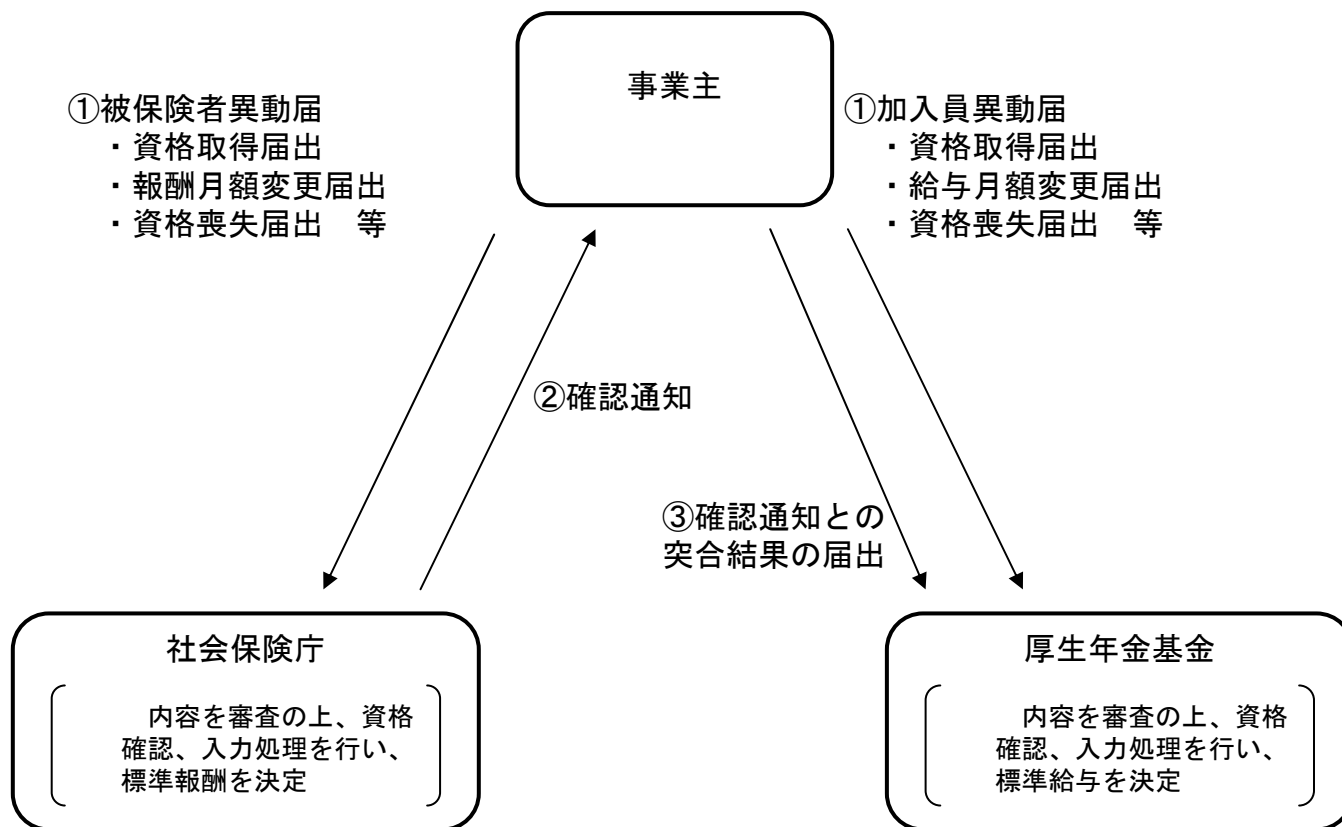 事業主
①被保険者異動届
・資格取得届出
・報酬月額変更届出
・資格喪失届出　等
①加入員異動届
・資格取得届出
・給与月額変更届出
・資格喪失届出　等
②確認通知
③確認通知との
突合結果の届出
社会保険庁
内容を審査の上、資格
確認、入力処理を行い、
標準報酬を決定
厚生年金基金
内容を審査の上、資格
確認、入力処理を行い、
標準給与を決定